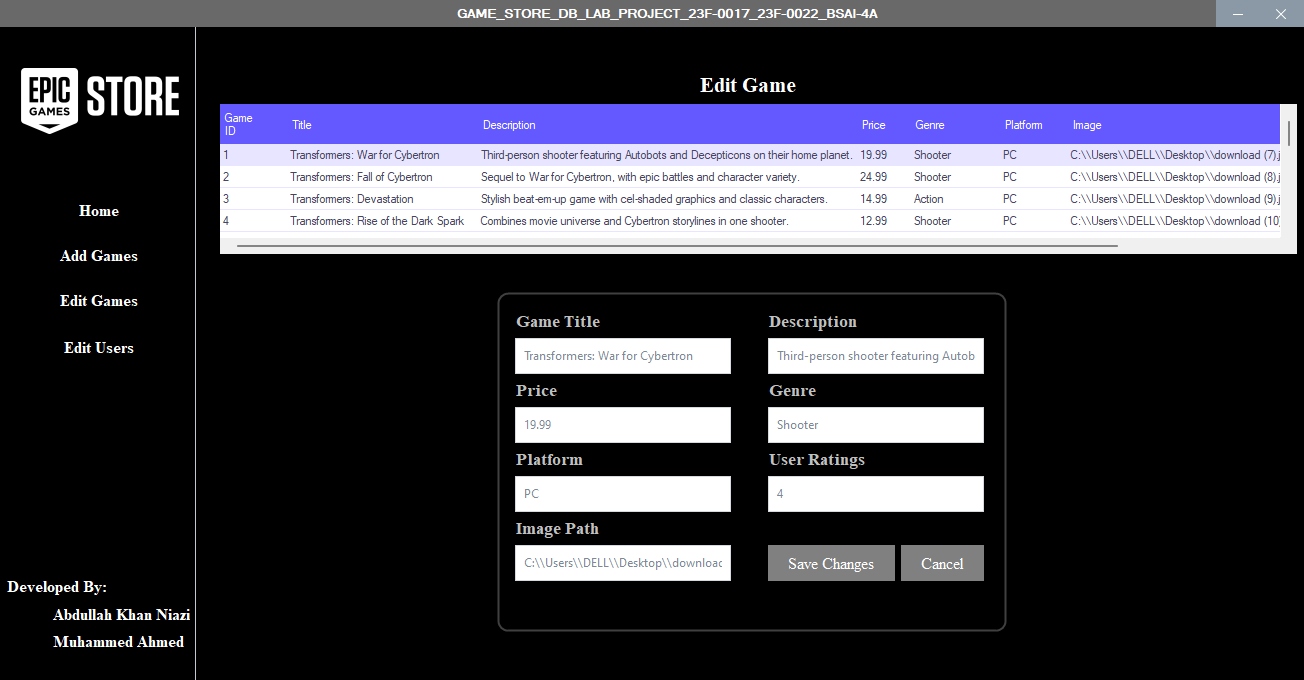 GAME_STORE_DB_LAB_PROJECT_23F-0017_23F-0022_BSAI-4A
EPIC GAMES STORE
Home
Add Games
Edit Games
Edit Users
Developed By:
Abdullah Khan Niazi
Muhammed Ahmed
Edit Game
Game ID Title Description Price Genre Platform Image
1 Transformers: War for Cybertron Third-person shooter featuring Autobots and Decepticons on their home planet. 19.99 Shooter PC C:\\Users\\DELL\\Desktop\\download (7).j
2 Transformers: Fall of Cybertron Sequel to War for Cybertron, with epic battles and character variety. 24.99 Shooter PC C:\\Users\\DELL\\Desktop\\download (8).j
3 Transformers: Devastation Stylish beat-em-up game with cel-shaded graphics and classic characters. 14.99 Action PC C:\\Users\\DELL\\Desktop\\download (9).j
4 Transformers: Rise of the Dark Spark Combines movie universe and Cybertron storylines in one shooter. 12.99 Shooter PC C:\\Users\\DELL\\Desktop\\download (10)
Game Title Description
Transformers: War for Cybertron Third-person shooter featuring Autob
Price Genre
19.99 Shooter
Platform User Ratings
PC 4
Image Path
C:\\Users\\DELL\\Desktop\\download Save Changes Cancel